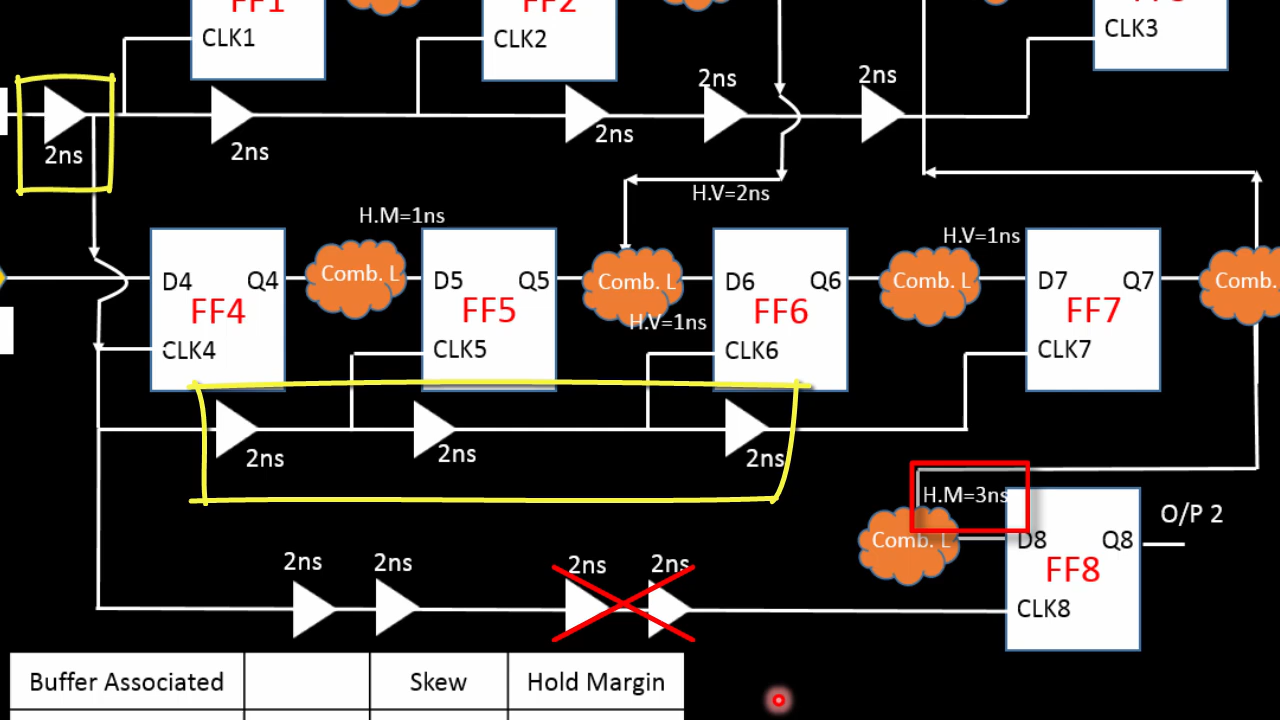 FF1
FF2
CLK1
CLK2
CLK3
2ns
2ns
2ns
2ns
2ns
2ns
H.V=2ns
H.M=1ns
H.V=1ns
D4 Q4
FF4
CLK4
Comb. L
D5 Q5
FF5
CLK5
Comb. L
H.V=1ns
D6 Q6
FF6
CLK6
Comb. L
D7 Q7
FF7
CLK7
Comb.
2ns
2ns
2ns
H.M=3ns
Comb. L
D8 Q8
FF8
CLK8
O/P 2
2ns
2ns
2ns
2ns
Buffer Associated
Skew
Hold Margin